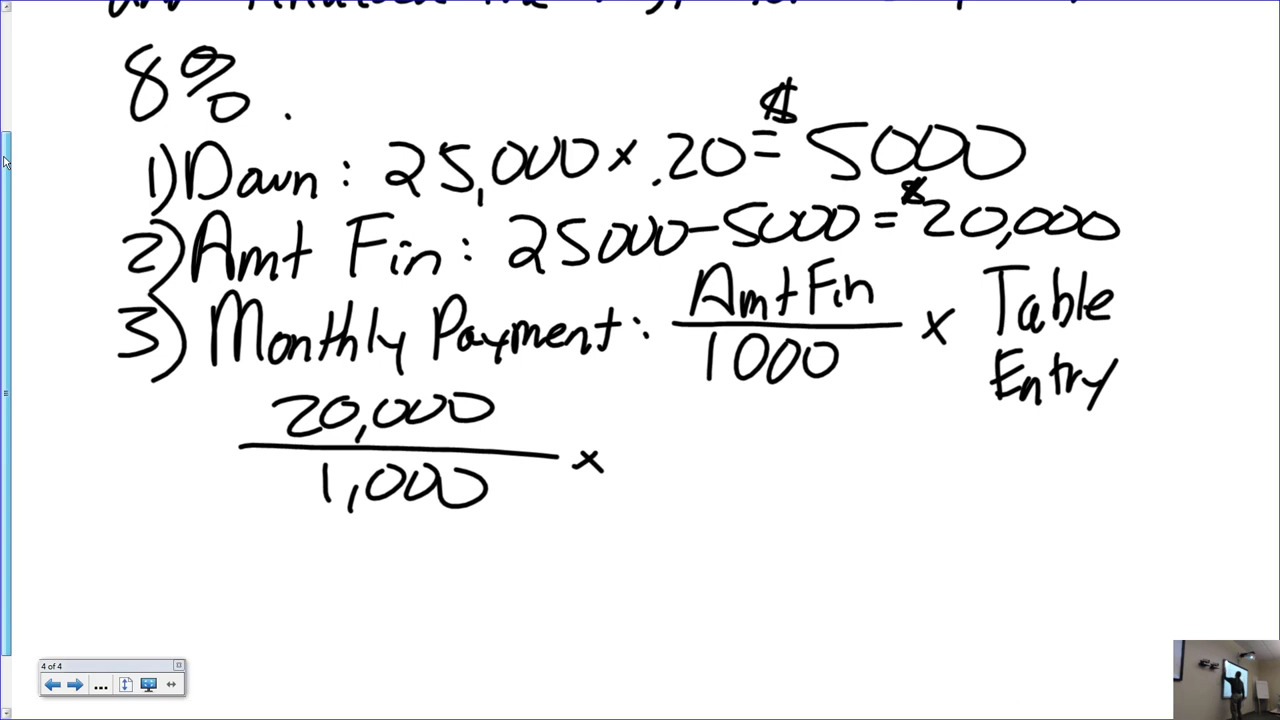 8%.
1) Down: 25,000 × .20 = $5000
2) Amt Fin: 25000 - 5000 = $20,000
3) Monthly Payment: Amt Fin / 1000 × Table Entry
20,000 / 1,000 ×
4 of 4